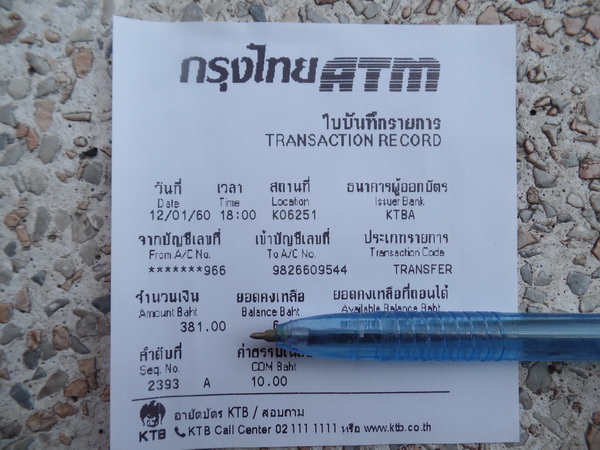 กรุงไทย ATM
ใบบันทึกรายการ
TRANSACTION RECORD
วันที่ เวลา สถานที่ ธนาคารผู้ออกบัตร
Date Time Location Issuer Bank
12/01/60 18:00 K06251 KTBA
จากบัญชีเลขที่ เข้าบัญชีเลขที่ ประเภทรายการ
From A/C No. To A/C No. Transaction Code
*******966 9826609544 TRANSFER
จำนวนเงิน ยอดคงเหลือ ยอดคงเหลือที่ถอนได้
Amount Baht Balance Baht Available Balance Baht
381.00
ลำดับที่
Seq. No. COM Baht
2393 A 10.00
KTB
อายัดบัตร KTB / สอบถาม
KTB Call Center 02 111 1111 หรือ www.ktb.co.th